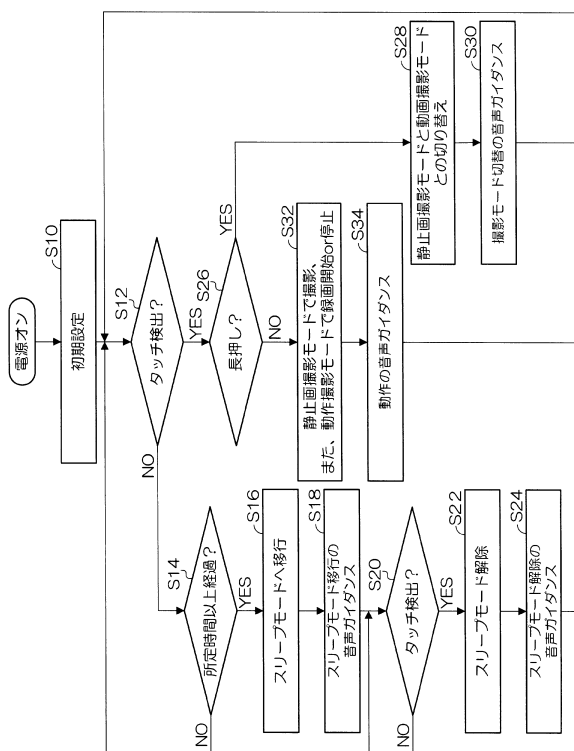 電源オン
S10
初期設定
S12
タッチ検出？
NO
YES
S14
所定時間以上経過？
NO
YES
S16
スリープモードへ移行
S18
スリープモード移行の
音声ガイダンス
S20
タッチ検出？
NO
YES
S22
スリープモード解除
S24
スリープモード解除の
音声ガイダンス
S26
長押し？
YES
NO
S32
静止画撮影モードで撮影、
また、動作撮影モードで録画開始or停止
S34
動作の音声ガイダンス
S28
静止画撮影モードと動画撮影モード
との切り替え
S30
撮影モード切替の音声ガイダンス